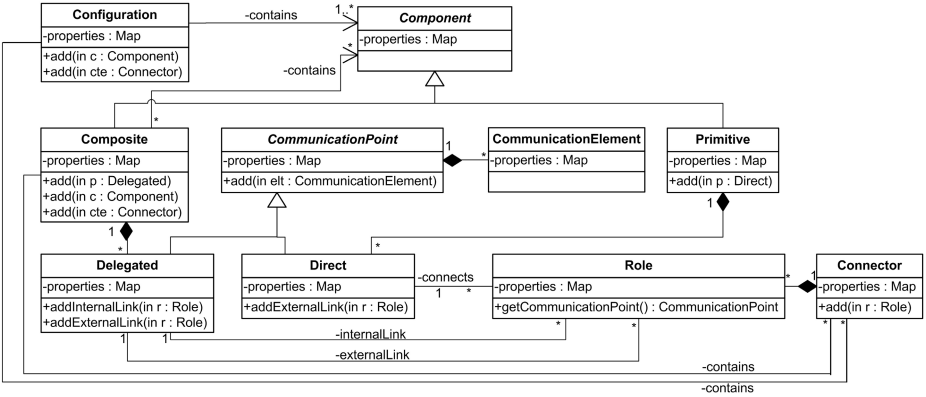 Configuration
-properties : Map
+add(in c : Component)
+add(in cte : Connector)
-contains
1..*
Component
-properties : Map
*
-contains
*
Composite
-properties : Map
+add(in p : Delegated)
+add(in c : Component)
+add(in cte : Connector)
CommunicationPoint
-properties : Map
+add(in elt : CommunicationElement)
1
*
CommunicationElement
-properties : Map
Primitive
-properties : Map
+add(in p : Direct)
1
*
1
*
Delegated
-properties : Map
+addInternalLink(in r : Role)
+addExternalLink(in r : Role)
Direct
-properties : Map
+addExternalLink(in r : Role)
-connects
1
*
Role
-properties : Map
+getCommunicationPoint() : CommunicationPoint
*
1
Connector
-properties : Map
+add(in r : Role)
1
1
-internalLink
*
*
-externalLink
*
*
-contains
-contains